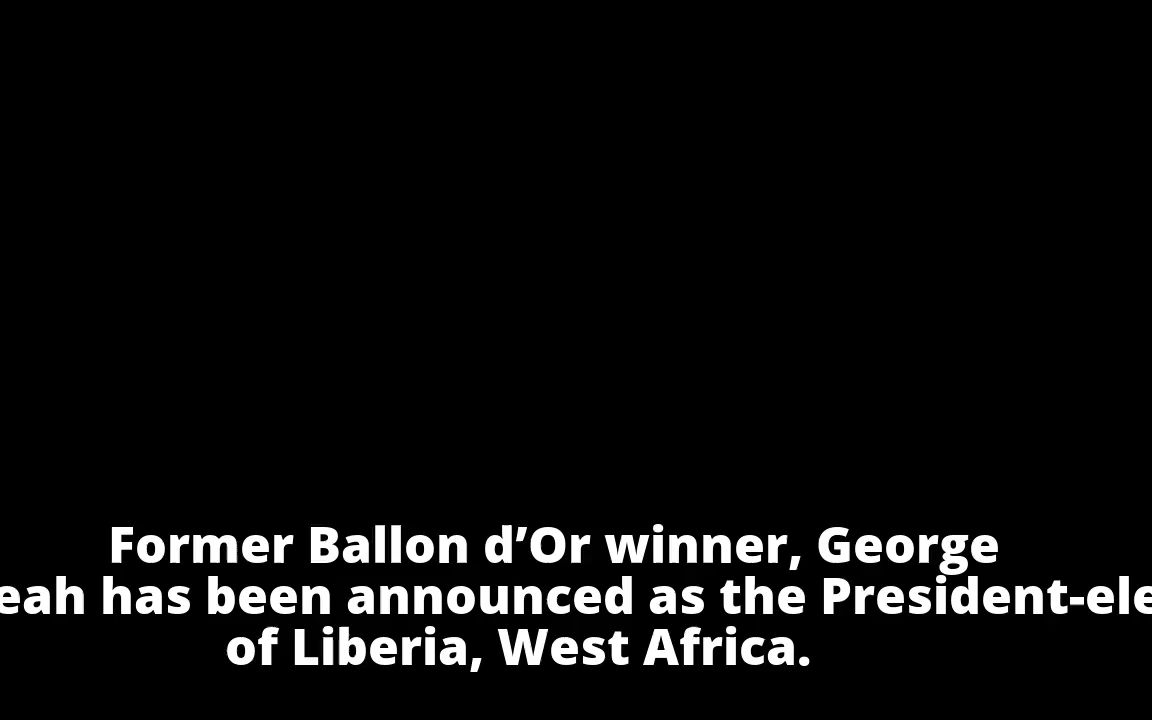 Former Ballon d’Or winner, George
eah has been announced as the President-ele
of Liberia, West Africa.